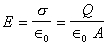 E = σ/ϵ₀ = Q/(ϵ₀ A)